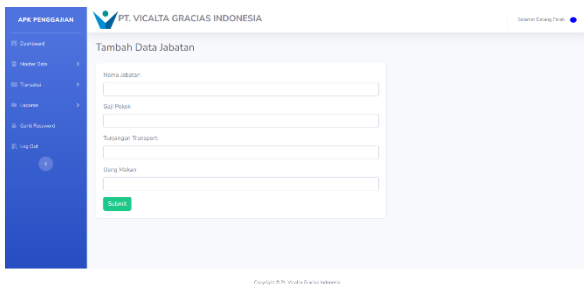 APK PENGGAJIAN
PT. VICALTA GRACIAS INDONESIA
Selamat Datang Fitriah
Dashboard
Master Data
Transaksi
Laporan
Ganti Password
Log Out
Tambah Data Jabatan
Nama Jabatan
Gaji Pokok
Tunjangan Transport
Uang Makan
Submit
Copyright © Pt. Vicalta Gracias Indonesia